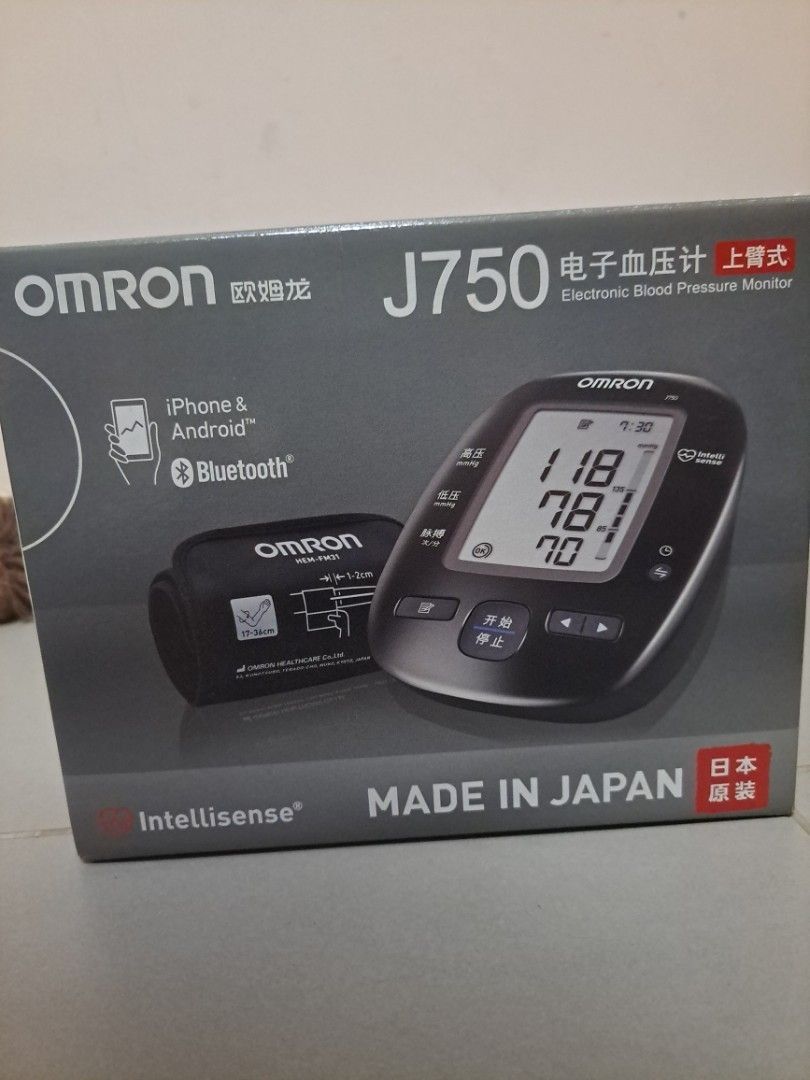 OMRON 欧姆龙
J750 电子血压计 上臂式
Electronic Blood Pressure Monitor
iPhone &
Android™
Bluetooth®
OMRON
J750
7:30
mmHg
高压
mmHg
118
Intelli
sense
135
低压
mmHg
78
85
脉搏
次/分
70
OK
开始
停止
OMRON
HEM-FM31
1-2cm
17-36cm
OMRON HEALTHCARE Co.,Ltd.
Intellisense®
MADE IN JAPAN
日本
原装